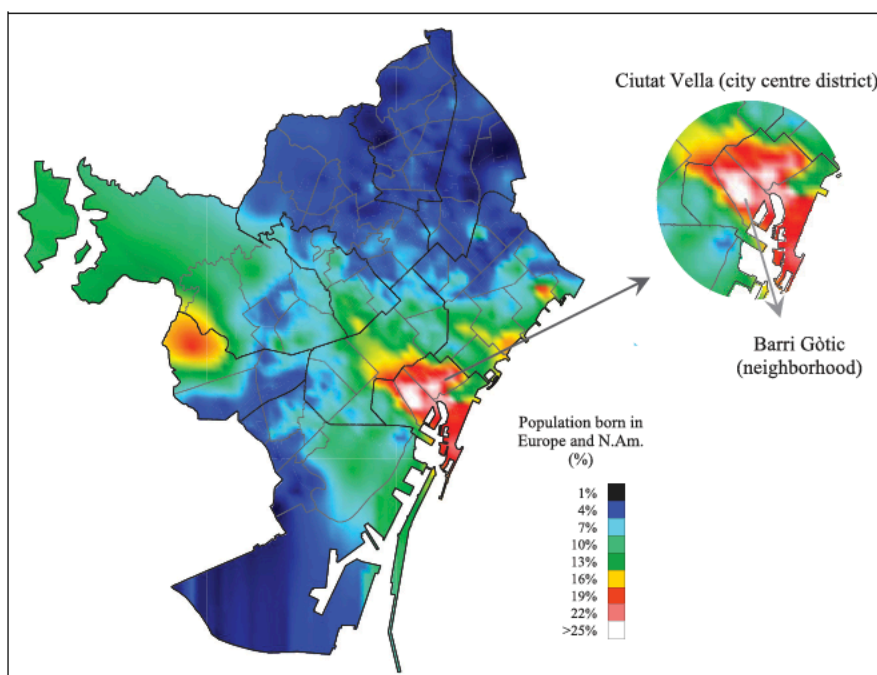 Ciutat Vella (city centre district)
Barri Gòtic
(neighborhood)
Population born in
Europe and N.Am.
(%)
1%
4%
7%
10%
13%
16%
19%
22%
>25%